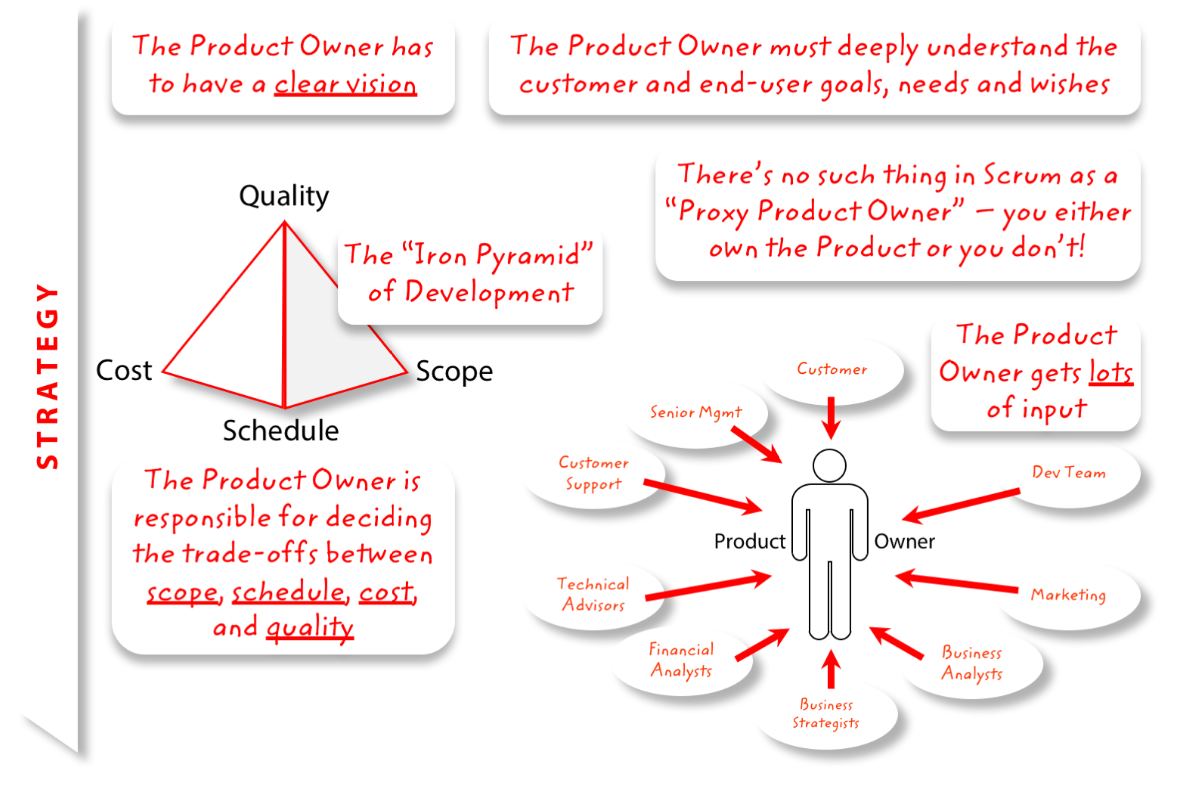 The Product Owner has
to have a clear vision
The Product Owner must deeply understand the
customer and end-user goals, needs and wishes
There's no such thing in Scrum as a
“Proxy Product Owner” – you either
own the Product or you don't!
STRATEGY
Quality
The “Iron Pyramid”
of Development
Cost
Scope
Schedule
The Product Owner is
responsible for deciding
the trade-offs between
scope, schedule, cost,
and quality
The Product
Owner gets lots
of input
Customer
Senior Mgmt
Customer
Support
Dev Team
Product Owner
Technical
Advisors
Marketing
Financial
Analysts
Business
Analysts
Business
Strategists